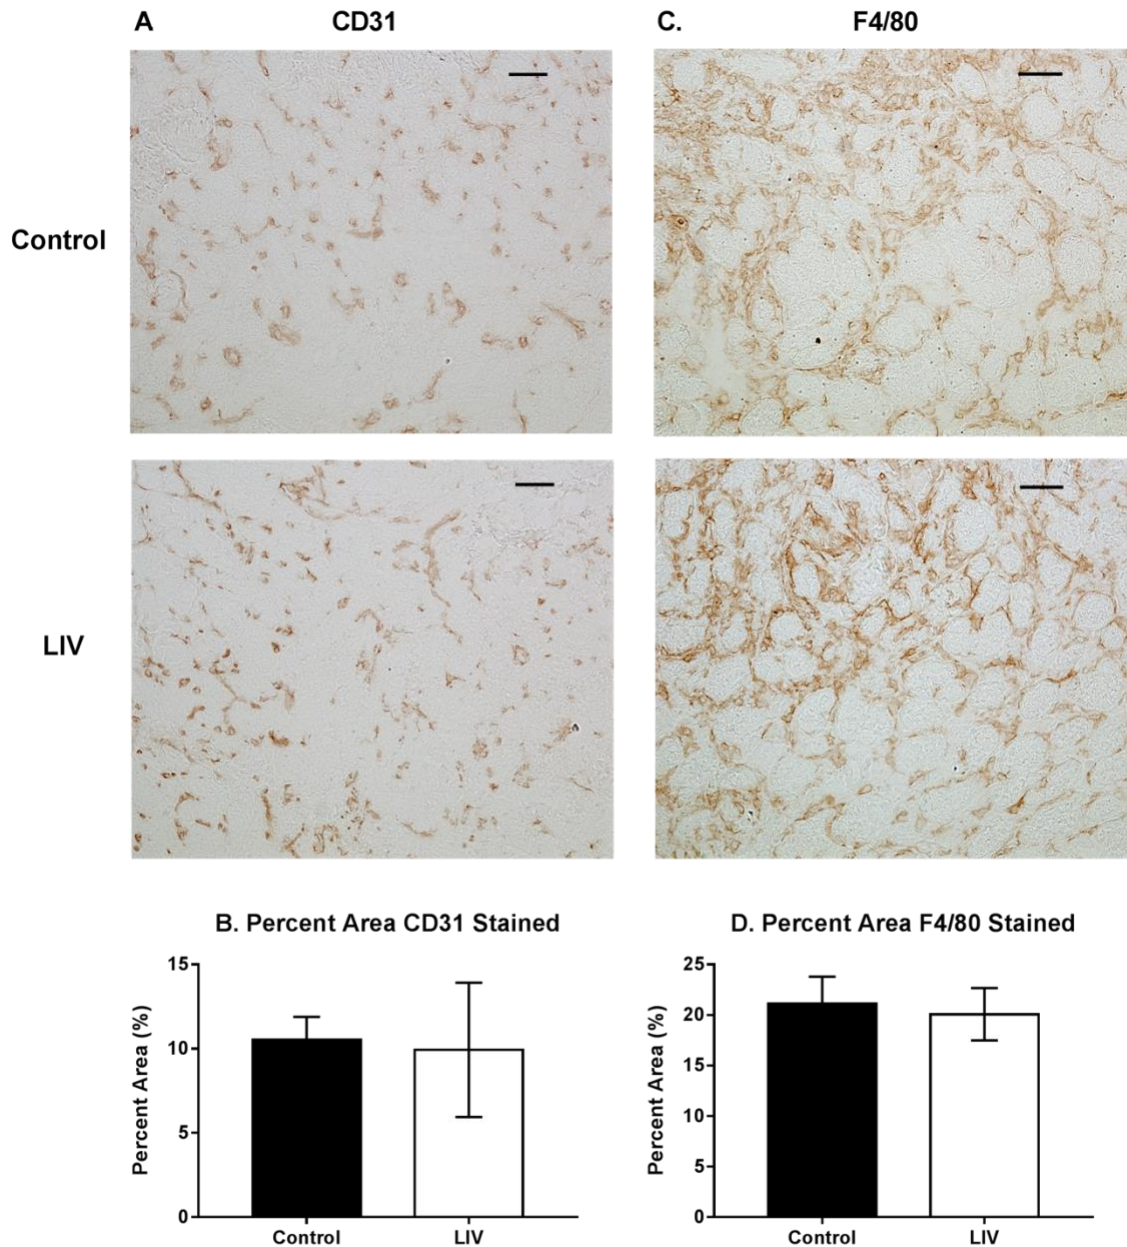 A CD31 C. F4/80
Control
LIV
B. Percent Area CD31 Stained
Percent Area (%)
15
10
5
0
Control LIV
D. Percent Area F4/80 Stained
Percent Area (%)
25
20
15
10
5
0
Control LIV